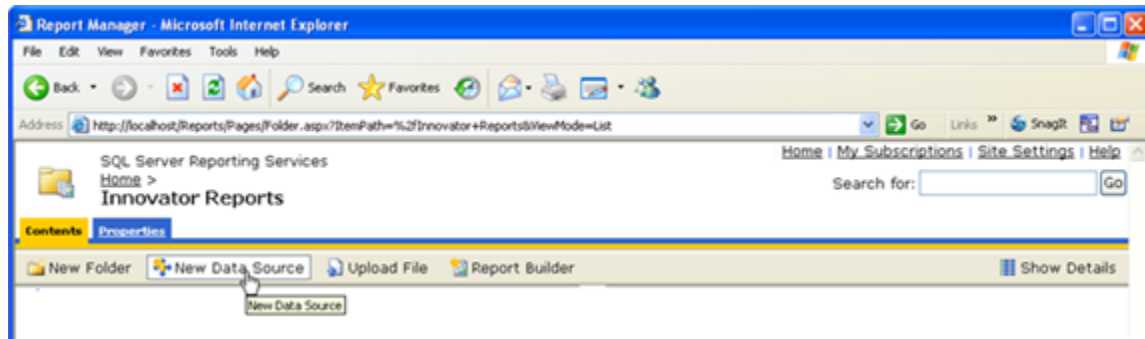 Report Manager - Microsoft Internet Explorer
File Edit View Favorites Tools Help
Back Search Favorites
Address http://localhost/Reports/Pages/Folder.aspx?ItemPath=%2fInnovator+Reports&ViewMode=List Go Links » SnagIt
SQL Server Reporting Services
Home | My Subscriptions | Site Settings | Help
Home >
Innovator Reports
Search for: Go
Contents Properties
New Folder New Data Source Upload File Report Builder Show Details
New Data Source